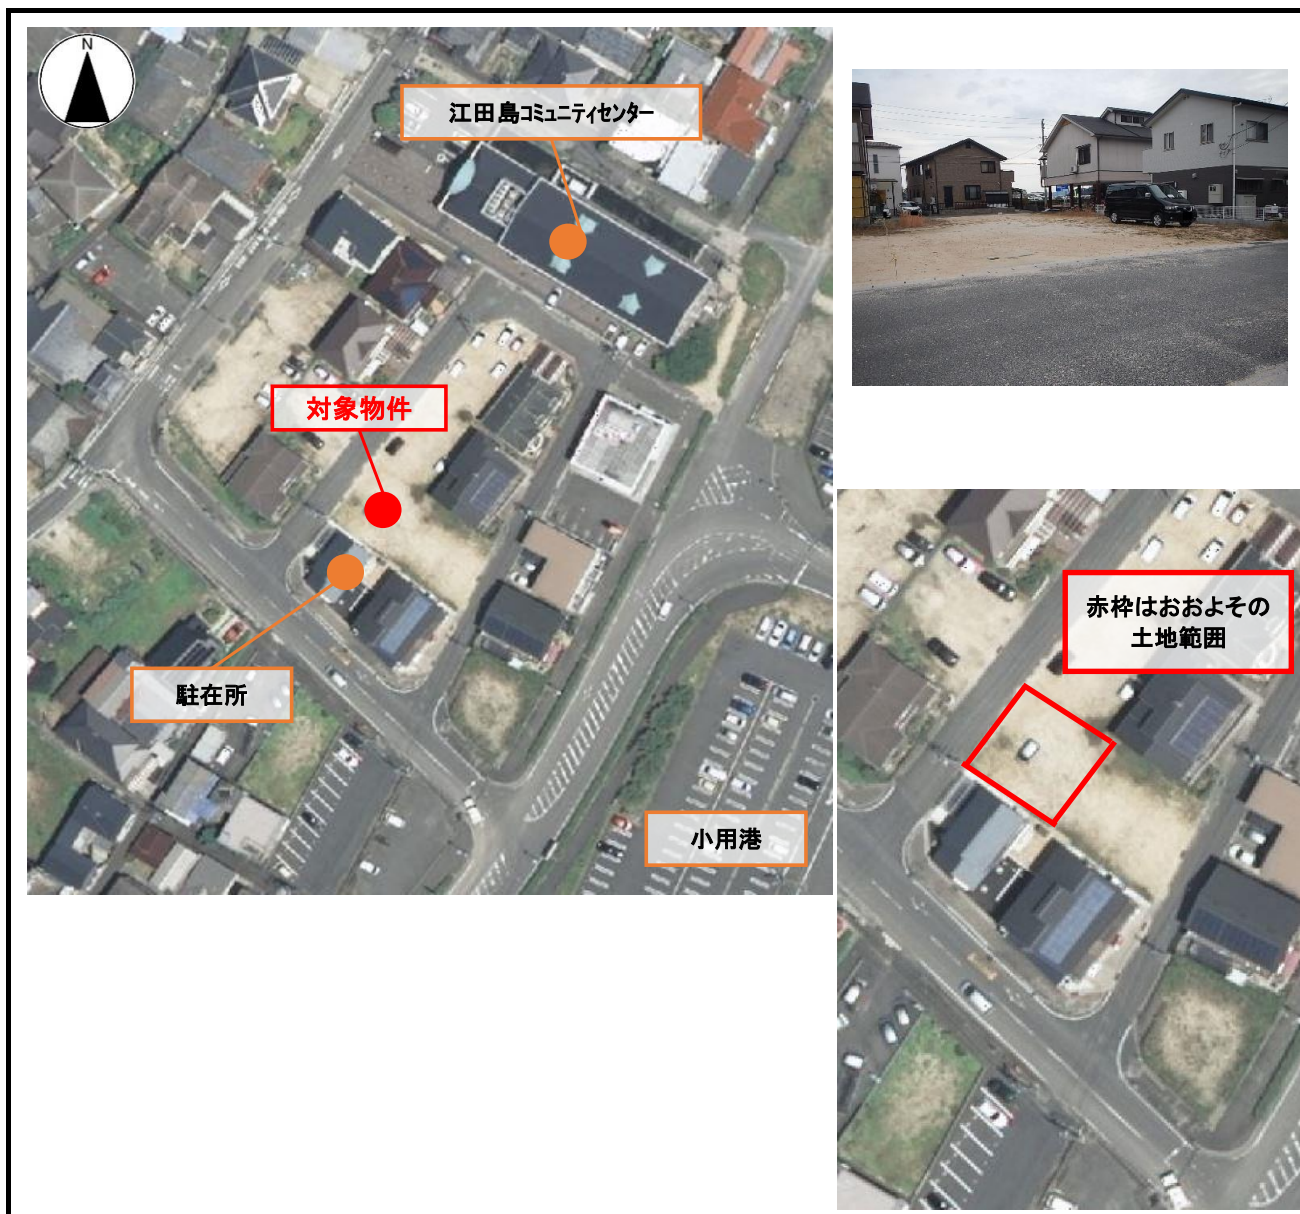 N
江田島コミュニティセンター
対象物件
駐在所
小用港
赤枠はおおよその
土地範囲